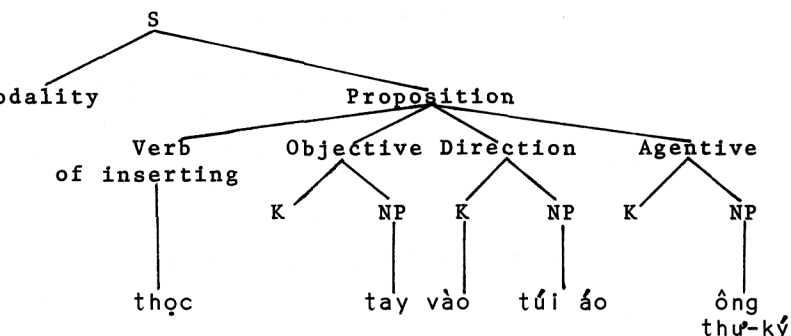 S
odality Proposition
Verb Objective Direction Agentive
of inserting
K NP K NP K NP
thọc tay vào túi áo ông
thư-ký